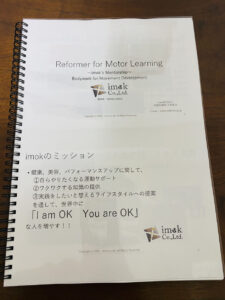 Reformer for Motor Learning
Bodyment for Movement Development
imok
Co.,Ltd.
imokのミッション
・健康、美容、パフォーマンスアップに関して、
①自らやりたくなる運動サポート
②ワクワクする知識の提供
③実践をしたいと思えるライフスタイルへの提案
を通して、世界中に
「I am OK You are OK」
な人を増やす！！
imok
Co.,Ltd.